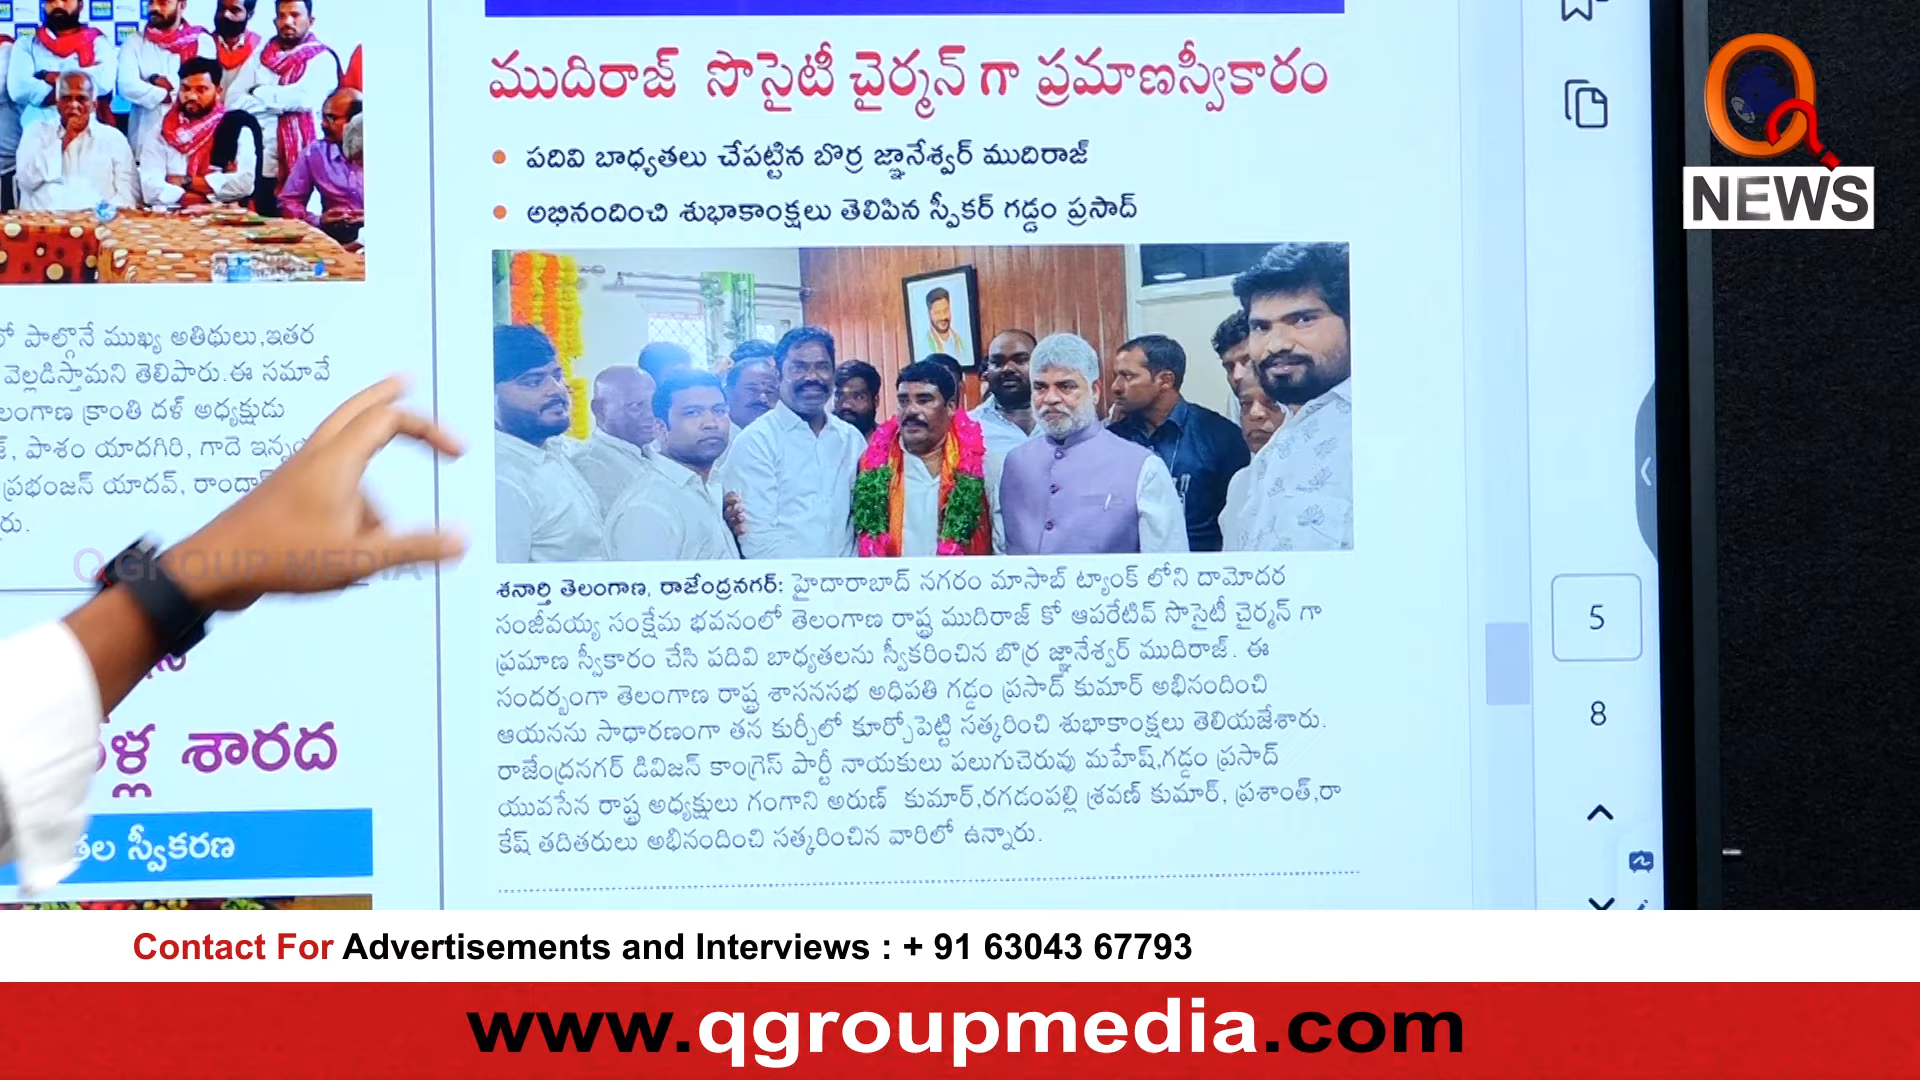 ముదిరాజ్ సొసైటీ చైర్మన్ గా ప్రమాణస్వీకారం
పదవి బాధ్యతలు చేపట్టిన బొర్ర జ్ఞానేశ్వర్ ముదిరాజ్
అభినందించి శుభాకాంక్షలు తెలిపిన స్పీకర్ గడ్డం ప్రసాద్
శనార్తి తెలంగాణ, రాజేంద్రనగర్: హైదారాబాద్ నగరం మాసాబ్ ట్యాంక్ లోని దామోదర
సంజీవయ్య సంక్షేమ భవనంలో తెలంగాణ రాష్ట్ర ముదిరాజ్ కో ఆపరేటివ్ సొసైటీ చైర్మన్ గా
ప్రమాణ స్వీకారం చేసి పదివి బాధ్యతలను స్వీకరించిన బొర్ర జ్ఞానేశ్వర్ ముదిరాజ్. ఈ
సందర్భంగా తెలంగాణ రాష్ట్ర శాసనసభ అధిపతి గడ్డం ప్రసాద్ కుమార్ అభినందించి
ఆయనను సాధారణంగా తన కుర్చీలో కూర్చోపెట్టి సత్కరించి శుభాకాంక్షలు తెలియజేశారు.
రాజేంద్రనగర్ డివిజన్ కాంగ్రెస్ పార్టీ నాయకులు పలుగుచెరువు మహేష్,గడ్డం ప్రసాద్
యువసేన రాష్ట్ర అధ్యక్షులు గంగాని అరుణ్ కుమార్,రగడంపల్లి శ్రవణ్ కుమార్, ప్రశాంత్,రా
కేష్ తదితరులు అభినందించి సత్కరించిన వారిలో ఉన్నారు.
పాల్గొనే ముఖ్య అతిథులు,ఇతర
వెల్లడిస్తామని తెలిపారు.ఈ సమావే
క్రాంతి దళ్ అధ్యక్షుడు
పాశం యాదగిరి, గాదె
ప్రభంజన్ యాదవ్,
Q GROUP MEDIA
శారద
స్వీకరణ
Q NEWS
5
8
Contact For Advertisements and Interviews : + 91 63043 67793
www.qgroupmedia.com